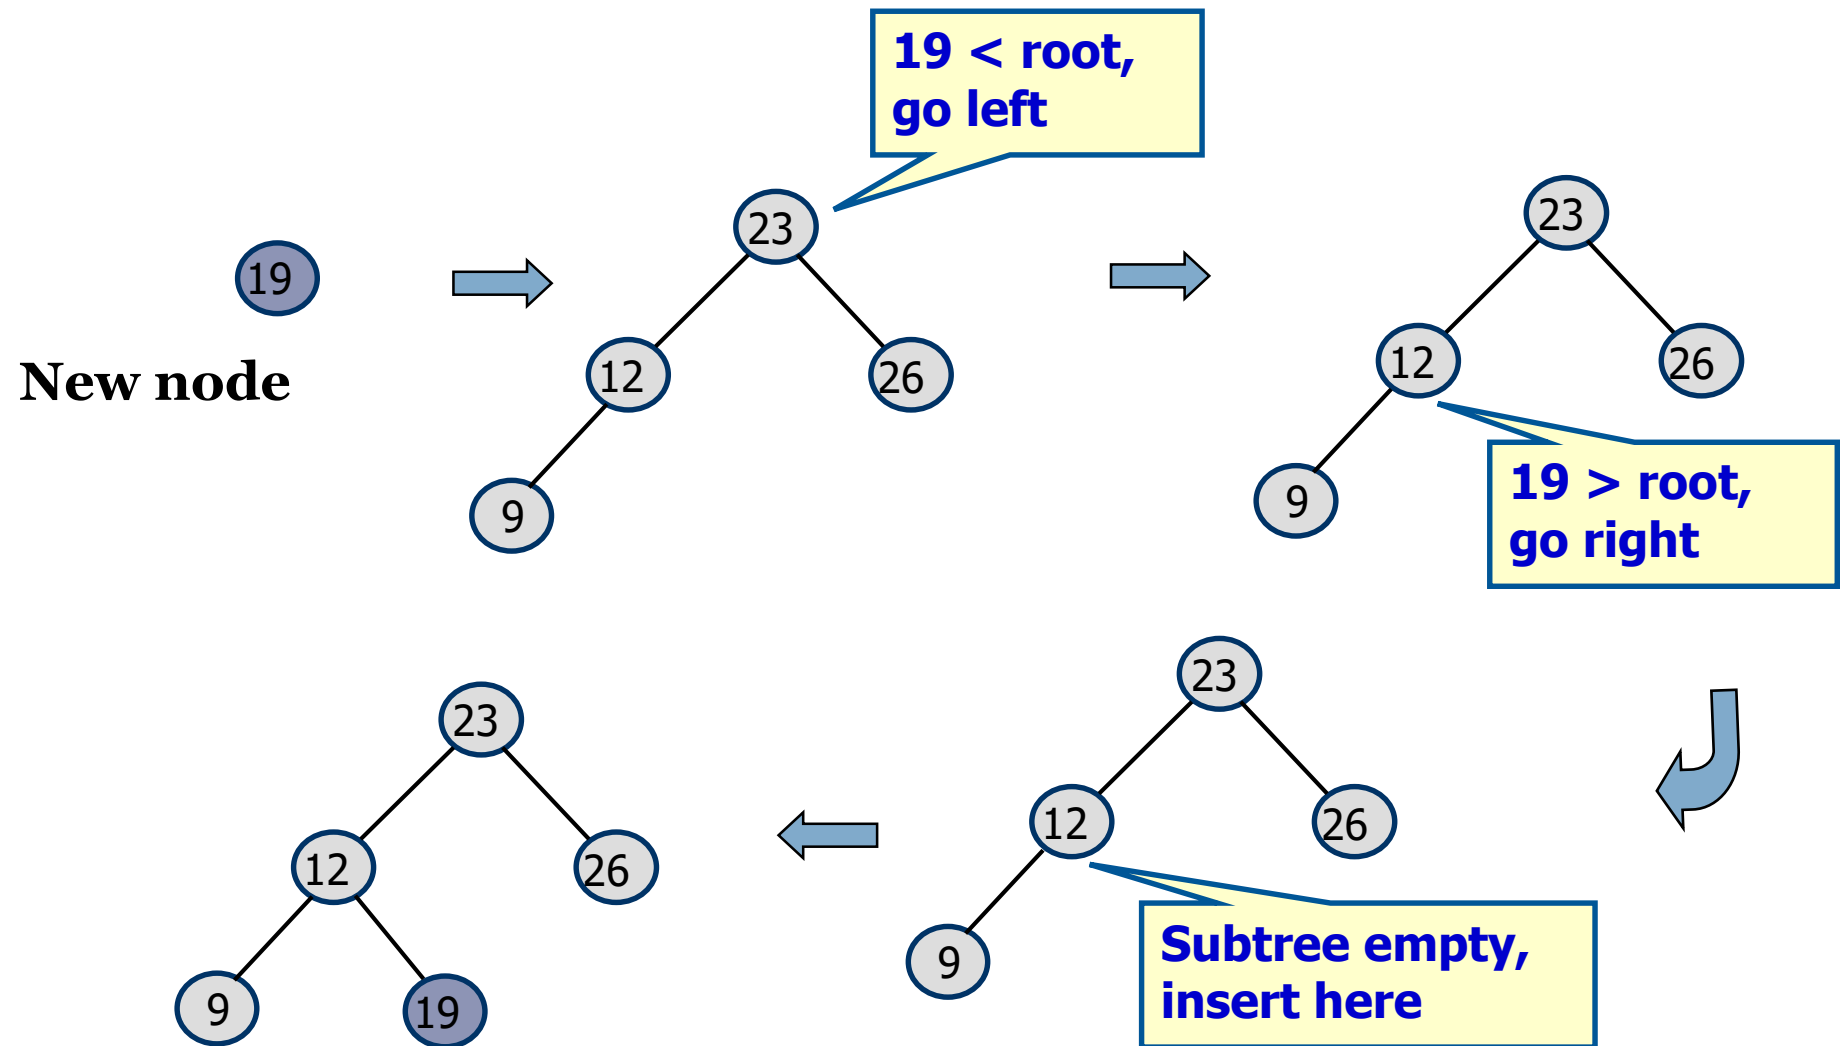 19 < root,
go left
19
New node
23
12
26
9
23
12
26
9
19 > root,
go right
23
12
26
9
Subtree empty,
insert here
23
12
26
9
19